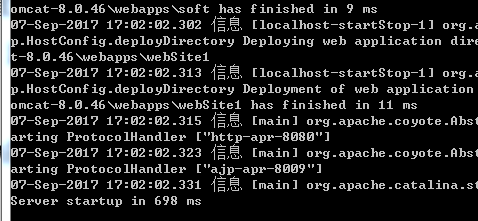 omcat-8.0.46\webapps\soft has finished in 9 ms
07-Sep-2017 17:02:02.302 信息 [localhost-startStop-1] org.a
p.HostConfig.deployDirectory Deploying web application dire
t-8.0.46\webapps\webSite1
07-Sep-2017 17:02:02.313 信息 [localhost-startStop-1] org.a
p.HostConfig.deployDirectory Deployment of web application
omcat-8.0.46\webapps\webSite1 has finished in 11 ms
07-Sep-2017 17:02:02.315 信息 [main] org.apache.coyote.Abst
arting ProtocolHandler ["http-apr-8080"]
07-Sep-2017 17:02:02.323 信息 [main] org.apache.coyote.Abst
arting ProtocolHandler ["ajp-apr-8009"]
07-Sep-2017 17:02:02.331 信息 [main] org.apache.catalina.st
Server startup in 698 ms